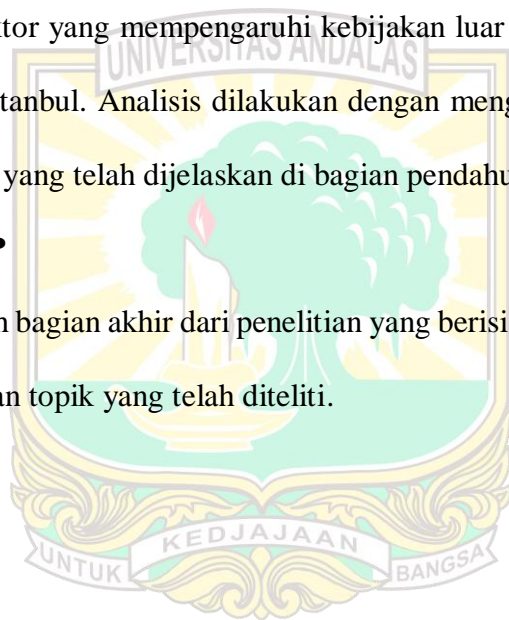 ktor yang mempengaruhi kebijakan luar
UNIVERSITAS ANDALAS
tanbul. Analisis dilakukan dengan meng
yang telah dijelaskan di bagian pendahu
n bagian akhir dari penelitian yang berisi
an topik yang telah diteliti.
KEDJAJAAN
UNTUK BANGSA